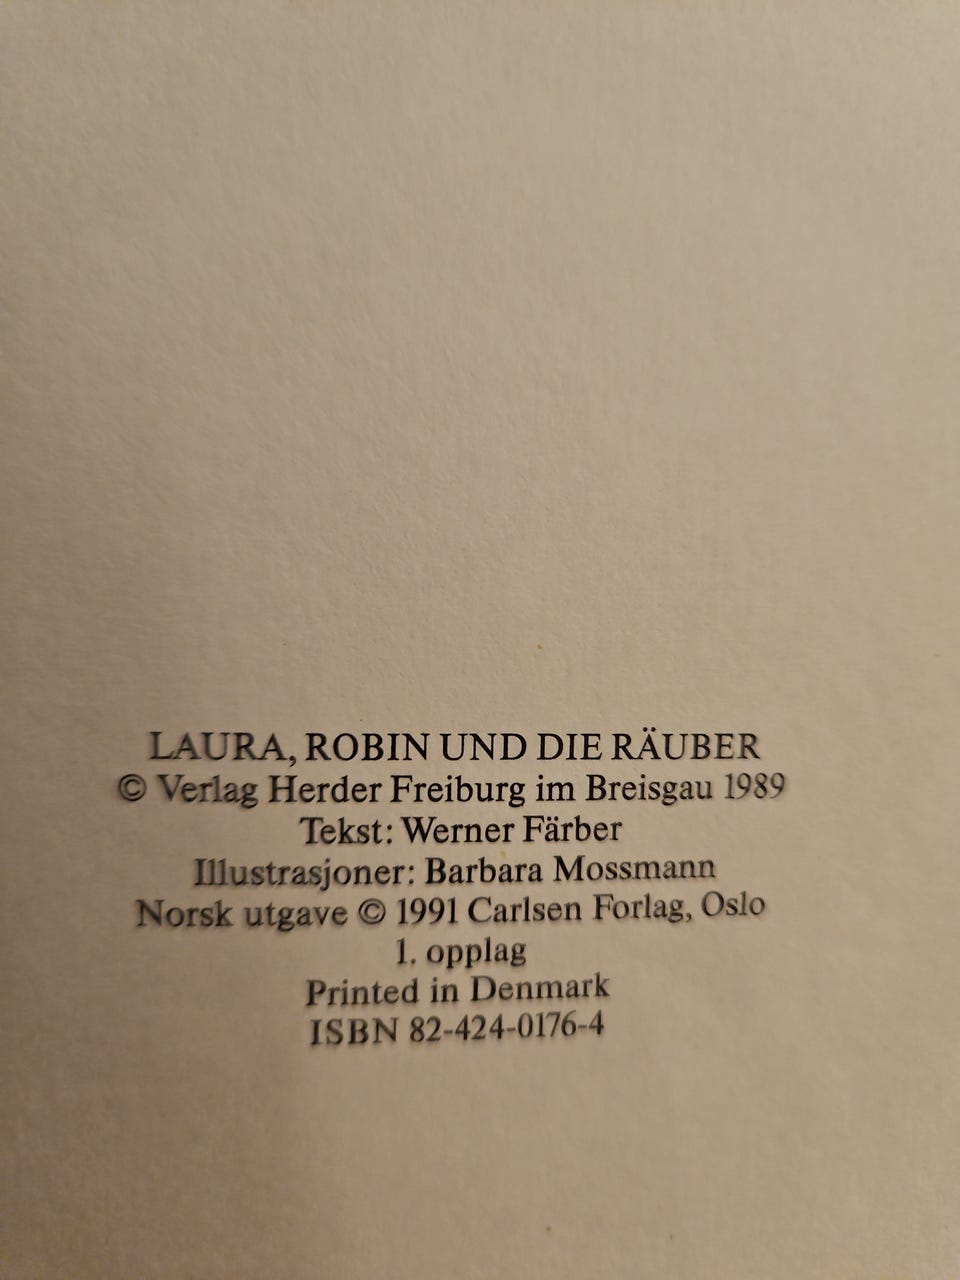 LAURA, ROBIN UND DIE RÄUBER
© Verlag Herder Freiburg im Breisgau 1989
Tekst: Werner Färber
Illustrasjoner: Barbara Mossmann
Norsk utgave © 1991 Carlsen Forlag, Oslo
1. opplag
Printed in Denmark
ISBN 82-424-0176-4